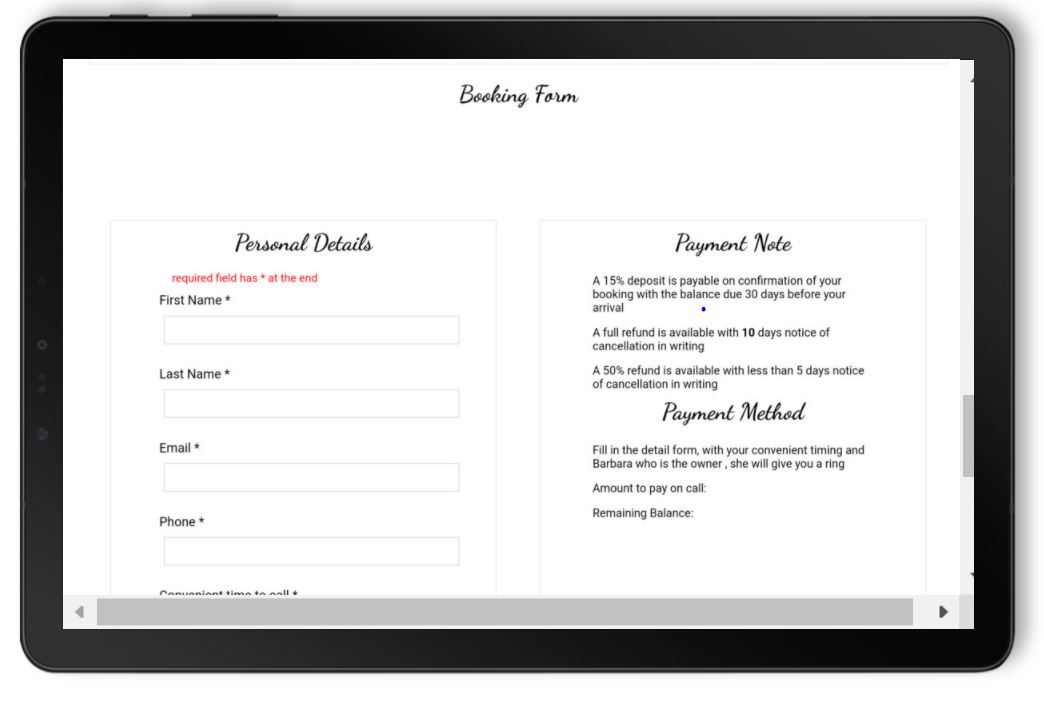 Booking Form
Personal Details
required field has * at the end
First Name *
Last Name *
Email *
Phone *
Convenient time to call *
Payment Note
A 15% deposit is payable on confirmation of your
booking with the balance due 30 days before your
arrival
A full refund is available with 10 days notice of
cancellation in writing
A 50% refund is available with less than 5 days notice
of cancellation in writing
Payment Method
Fill in the detail form, with your convenient timing and
Barbara who is the owner , she will give you a ring
Amount to pay on call:
Remaining Balance: